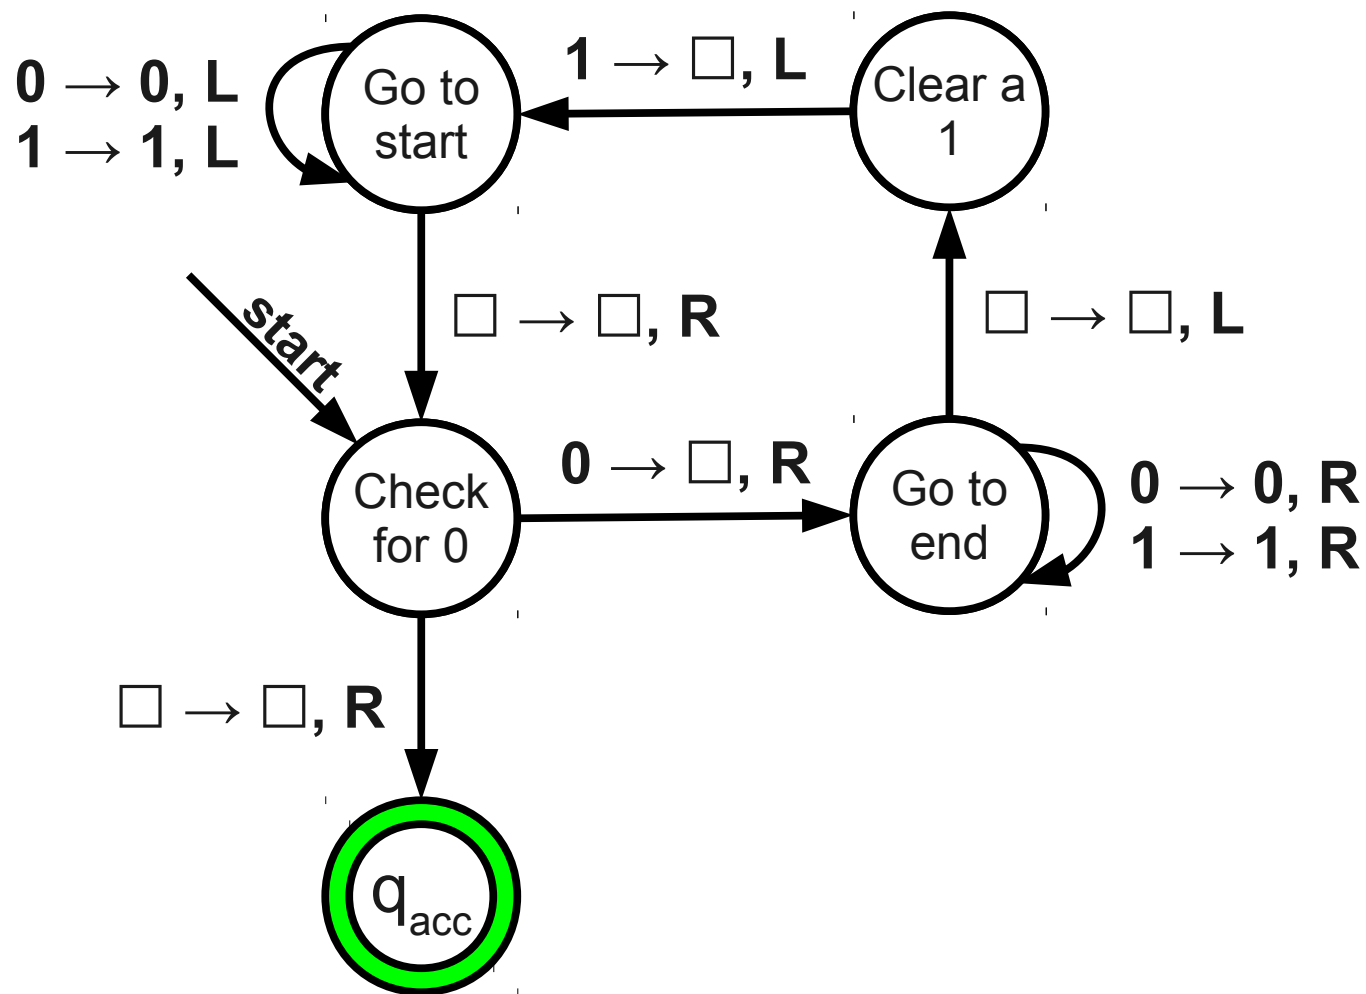 0 → 0, L
1 → 1, L
Go to
start
1 → □, L
Clear a
1
start
□ → □, R
□ → □, L
Check
for 0
0 → □, R
Go to
end
0 → 0, R
1 → 1, R
□ → □, R
qacc